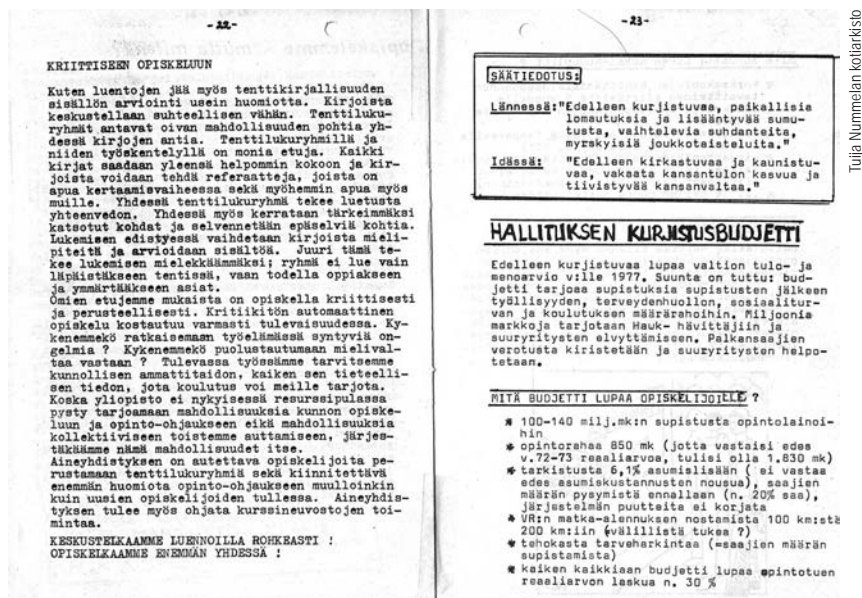 -22-
KRIITTISEEN OPISKELUUN
Kuten luentojen jää myös tenttikirjallisuuden
sisällön arviointi usein huomiotta. Kirjoista
keskustellaan suhteellisen vähän. Tenttiluku-
ryhmät antavat oivan mahdollisuuden pohtia yh-
dessä kirjojen antia. Tenttilukuryhmillä ja
niiden työskentelyllä on monia etuja. Kaikki
kirjat saadaan yleensä helpommin kokoon ja kir-
joista voidaan tehdä referaatteja, joista on
apua kertaamisvaiheessa sekä myöhemmin apua myös
muille. Yhdessä tenttilukuryhmä tekee luetusta
yhteenvedon. Yhdessä myös kerrataan tärkeimmäksi
katsotut kohdat ja selvennetään epäselviä kohtia.
Lukemisen edistyessä vaihdetaan kirjoista mieli-
piteitä ja arvioidaan sisältöä. Juuri tämä te-
kee lukemisen mielekkäämmäksi; ryhmä ei lue vain
läpäistäkseen tentissä, vaan todella oppiakseen
ja ymmärtääkseen asiat.
Omien etujemme mukaista on opiskella kriittisesti
ja perusteellisesti. Kritiikitön automaattinen
opiskelu kostautuu varmasti tulevaisuudessa. Ky-
kenemmekö ratkaisemaan työelämässä syntyviä on-
gelmia ? Kykenemmekö puolustautumaan mielival-
taa vastaan ? Tulevassa työssämme tarvitsemme
kunnollisen ammattitaidon, kaiken sen tieteelli-
sen tiedon, jota koulutus voi meille tarjota.
Koska yliopisto ei nykyisessä resurssipulassa
pysty tarjoamaan mahdollisuuksia kunnon opiske-
luun ja opinto-ohjaukseen eikä mahdollisuuksia
kollektiiviseen toistemme auttamiseen, järjes-
täkäämme nämä mahdollisuudet itse.
Aineyhdistyksen on autettava opiskelijoita pe-
rustamaan tenttilukuryhmiä sekä kiinnitettävä
enemmän huomiota opinto-ohjaukseen muulloinkin
kuin uusien opiskelijoiden tullessa. Aineyhdis-
tyksen tulee myös ohjata kurssineuvostojen toi-
mintaa.
KESKUSTELKAAMME LUENNOILLA ROHKEASTI !
OPISKELKAAMME ENEMMÄN YHDESSÄ !
-23-
SÄÄTIEDOTUS:
Lännessä:"Edelleen kurjistuvaa, paikallisia
lomautuksia ja lisääntyvää sumu-
tusta, vaihtelevia suhdanteita,
myrskyisiä joukkotaisteluita."
Idässä: "Edelleen kirkastuvaa ja kaunistu-
vaa, vakaata kansantulon kasvua ja
tiivistyvää kansanvaltaa."
HALLITUKSEN KURJISTUSBUDJETTI
Edelleen kurjistuvaa lupaa valtion tulo- ja
menoarvio v:lle 1977. Suunta on tuttu: bud-
jetti tarjoaa supistuksia supistusten jälkeen
työllisyyden, terveydenhuollon, sosiaalitur-
van ja koulutuksen määrärahoihin. Miljoonia
markkoja tarjotaan Hauk- hävittäjiin ja
suuryritysten elvyttämiseen. Palkansaajien
verotusta kiristetään ja suuryritysten helpo-
tetaan.
MITÄ BUDJETTI LUPAA OPISKELIJOILLE ?
* 100-140 milj.mk:n supistusta opintolainoi-
hin
* opintorahaa 850 mk (jotta vastaisi edes
v.72-73 reaaliarvoa, tulisi olla 1.830 mk)
* tarkistusta 6,1% asumislisään ( ei vastaa
edes asumiskustannusten nousua), saajien
määrän pysymistä ennallaan (n. 20% saa),
järjestelmän puutteita ei korjata
* VR:n matka-alennuksen nostamista 100 km:stä
200 km:iin (välillistä tukea ?)
* tehokasta tarveharkintaa (=saajien määrän
supistamista)
* kaiken kaikkiaan budjetti lupaa opintotuen
reaaliarvon laskua n. 30 %
Tuija Nummelan kotiarkisto